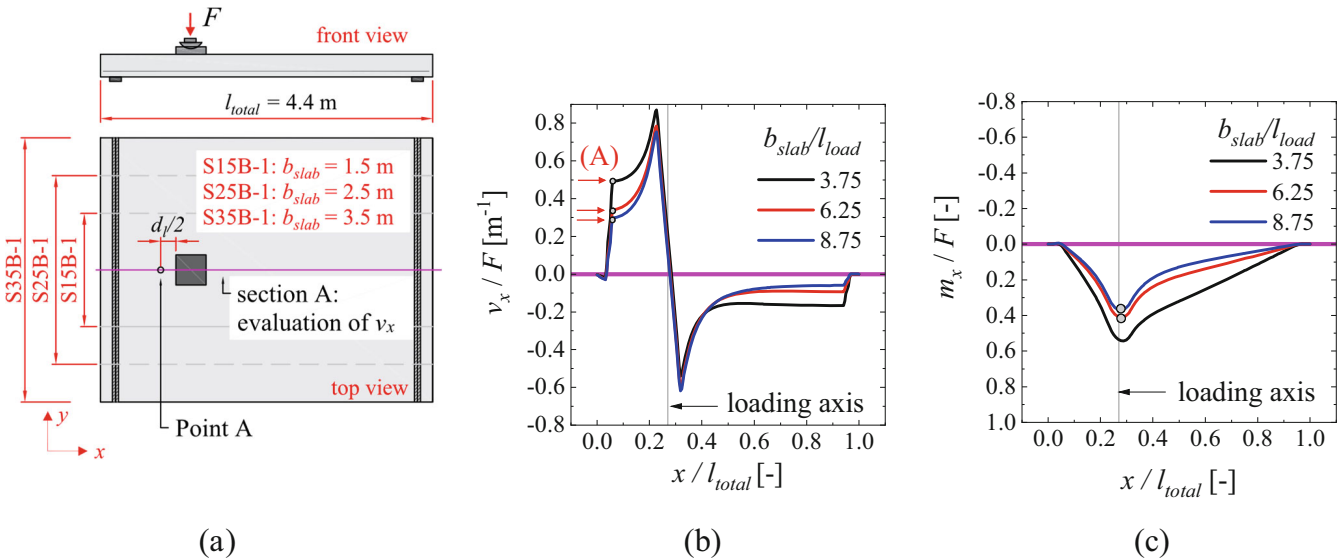 F
front view
l_total = 4.4 m
S15B-1: b_slab = 1.5 m
S25B-1: b_slab = 2.5 m
S35B-1: b_slab = 3.5 m
d_l/2
S35B-1
S25B-1
S15B-1
section A:
evaluation of v_x
top view
Point A
y
x
(a)
v_x / F [m⁻¹]
0.8
0.6
0.4
0.2
0.0
-0.2
-0.4
-0.6
-0.8
(A)
b_slab/l_load
3.75
6.25
8.75
loading axis
0.0 0.2 0.4 0.6 0.8 1.0
x / l_total [-]
(b)
m_x / F [-]
-0.8
-0.6
-0.4
-0.2
0.0
0.2
0.4
0.6
0.8
1.0
b_slab/l_load
3.75
6.25
8.75
loading axis
0.0 0.2 0.4 0.6 0.8 1.0
x / l_total [-]
(c)